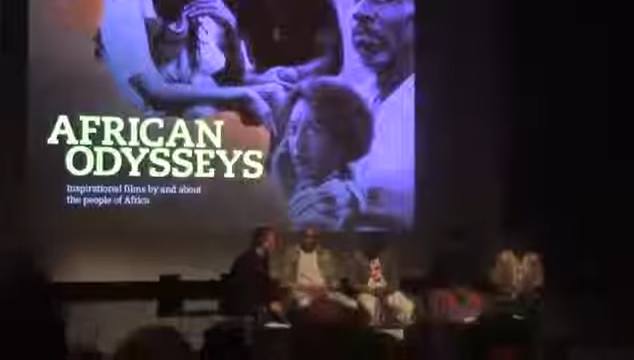 AFRICAN
ODYSSEYS
Inspirational films by and about
the people of Africa